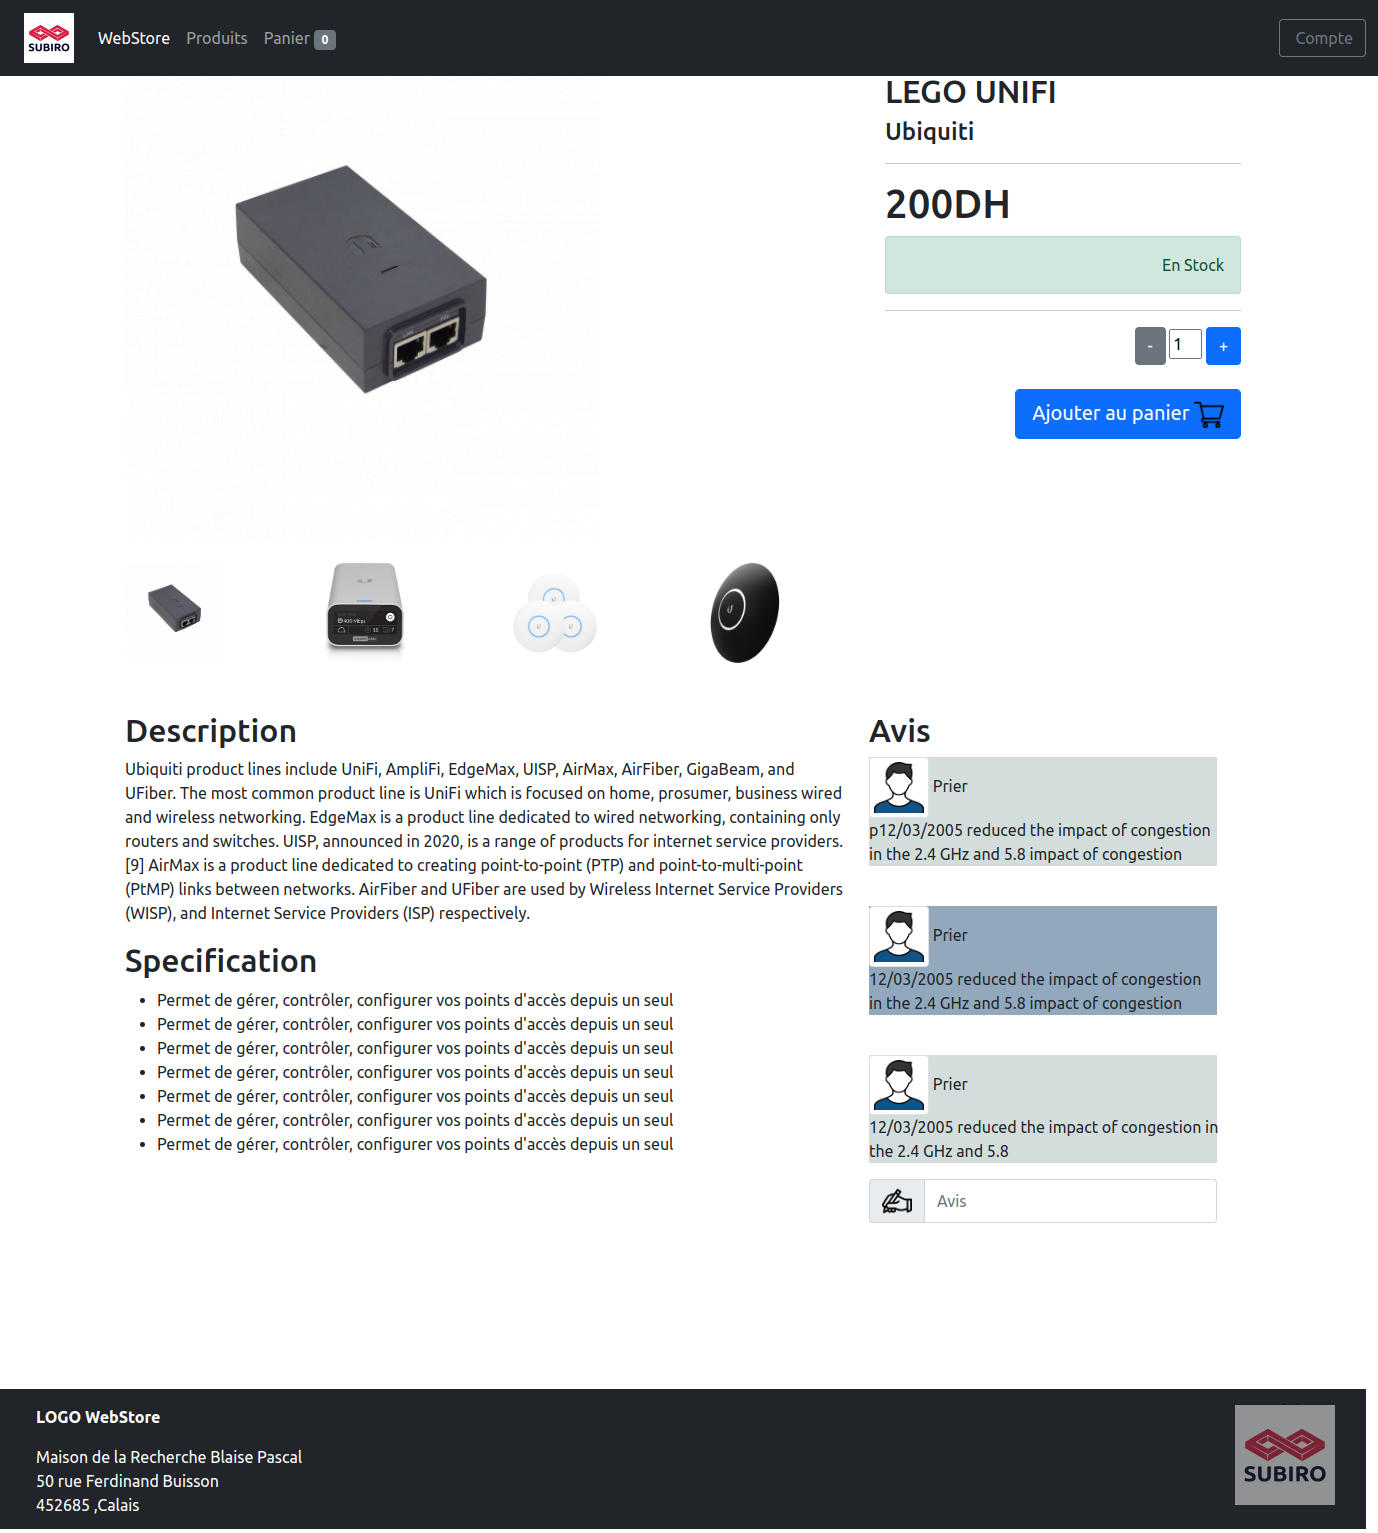 SUBIRO
WebStore
Produits
Panier 0
Compte
LEGO UNIFI
Ubiquiti
200DH
En Stock
- 1 +
Ajouter au panier
Description
Ubiquiti product lines include UniFi, AmpliFi, EdgeMax, UISP, AirMax, AirFiber, GigaBeam, and
UFiber. The most common product line is UniFi which is focused on home, prosumer, business wired
and wireless networking. EdgeMax is a product line dedicated to wired networking, containing only
routers and switches. UISP, announced in 2020, is a range of products for internet service providers.
[9] AirMax is a product line dedicated to creating point-to-point (PTP) and point-to-multi-point
(PtMP) links between networks. AirFiber and UFiber are used by Wireless Internet Service Providers
(WISP), and Internet Service Providers (ISP) respectively.
Specification
• Permet de gérer, contrôler, configurer vos points d'accès depuis un seul
• Permet de gérer, contrôler, configurer vos points d'accès depuis un seul
• Permet de gérer, contrôler, configurer vos points d'accès depuis un seul
• Permet de gérer, contrôler, configurer vos points d'accès depuis un seul
• Permet de gérer, contrôler, configurer vos points d'accès depuis un seul
• Permet de gérer, contrôler, configurer vos points d'accès depuis un seul
• Permet de gérer, contrôler, configurer vos points d'accès depuis un seul
Avis
Prier
p12/03/2005 reduced the impact of congestion
in the 2.4 GHz and 5.8 impact of congestion
Prier
12/03/2005 reduced the impact of congestion
in the 2.4 GHz and 5.8 impact of congestion
Prier
12/03/2005 reduced the impact of congestion in
the 2.4 GHz and 5.8
Avis
LOGO WebStore
Maison de la Recherche Blaise Pascal
50 rue Ferdinand Buisson
452685 ,Calais
SUBIRO